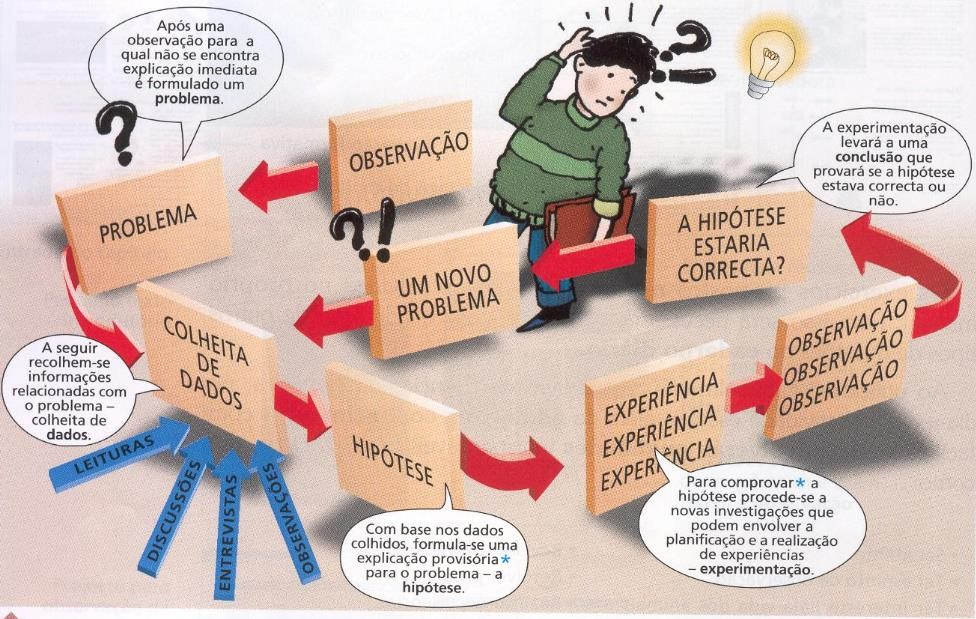 Após uma
observação para a
qual não se encontra
explicação imediata
é formulado um
problema.
?
OBSERVAÇÃO
?
!
PROBLEMA
A experimentação
levará a uma
conclusão que
provará se a hipótese
estava correcta ou
não.
A HIPÓTESE
ESTARIA
CORRECTA?
?!
UM NOVO
PROBLEMA
COLHEITA
DE
DADOS
A seguir
recolhem-se
informações
relacionadas com
o problema –
colheita de
dados.
LEITURAS
DISCUSSÕES
ENTREVISTAS
OBSERVAÇÕES
HIPÓTESE
Com base nos dados
colhidos, formula-se uma
explicação provisória*
para o problema – a
hipótese.
EXPERIÊNCIA
EXPERIÊNCIA
EXPERIÊNCIA
Para comprovar* a
hipótese procede-se a
novas investigações que
podem envolver a
planificação e a realização
de experiências
– experimentação.
OBSERVAÇÃO
OBSERVAÇÃO
OBSERVAÇÃO